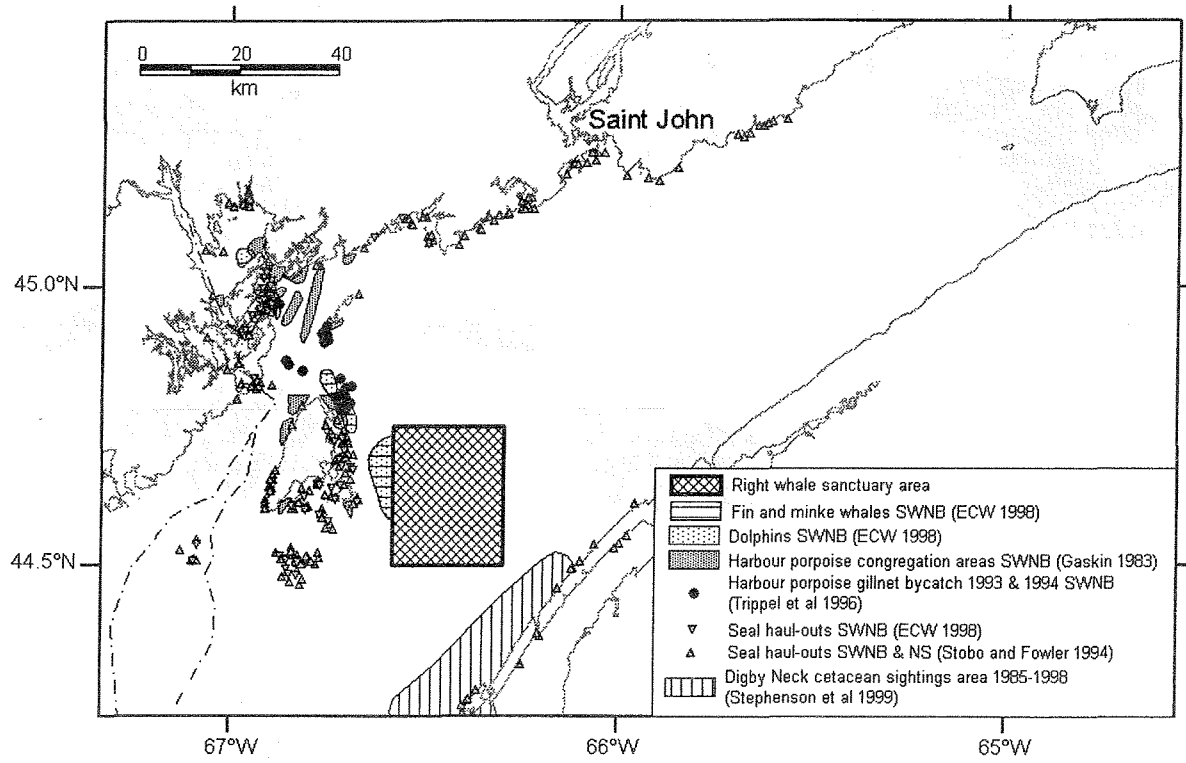 0 20 40
km
Saint John
45.0°N
44.5°N
Right whale sanctuary area
Fin and minke whales SWNB (ECW 1998)
Dolphins SWNB (ECW 1998)
Harbour porpoise congregation areas SWNB (Gaskin 1983)
Harbour porpoise gillnet bycatch 1993 & 1994 SWNB
(Trippel et al 1996)
Seal haul-outs SWNB (ECW 1998)
Seal haul-outs SWNB & NS (Stobo and Fowler 1994)
Digby Neck cetacean sightings area 1985-1998
(Stephenson et al 1999)
67°W 66°W 65°W